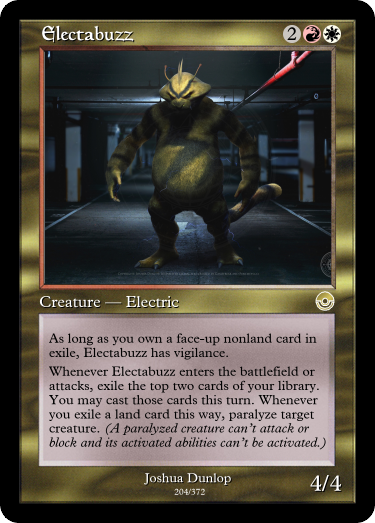 Electabuzz
2
Creature — Electric
As long as you own a face-up nonland card in
exile, Electabuzz has vigilance.
Whenever Electabuzz enters the battlefield or
attacks, exile the top two cards of your library.
You may cast those cards this turn. Whenever
you exile a land card this way, paralyze target
creature. (A paralyzed creature can't attack or
block and its activated abilities can't be activated.)
Joshua Dunlop
204/372
4/4